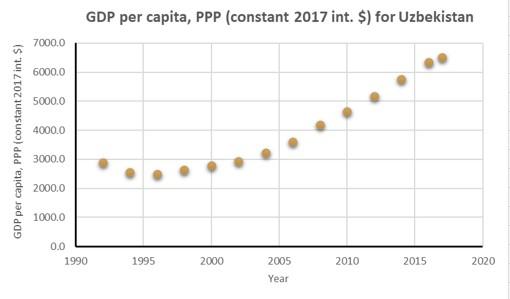 GDP per capita, PPP (constant 2017 int. $) for Uzbekistan
GDP per capita, PPP (constant 2017 int. $)
7000.0
6000.0
5000.0
4000.0
3000.0
2000.0
1000.0
0.0
1990 1995 2000 2005 2010 2015 2020
Year